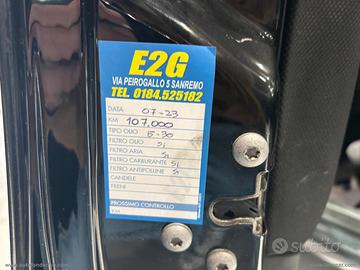 E2G
VIA PEIROGALLO 5 SANREMO
TEL. 0184.525182
DATA: 07-23
KM 107.000
TIPO OLIO 5-30
FILTRO OLIO Si
FILTRO ARIA Si
FILTRO CARBURANTE Si
FILTRO ANTIPOLLINE Si
CANDELE
FRENI
PROSSIMO CONTROLLO
KM
subito